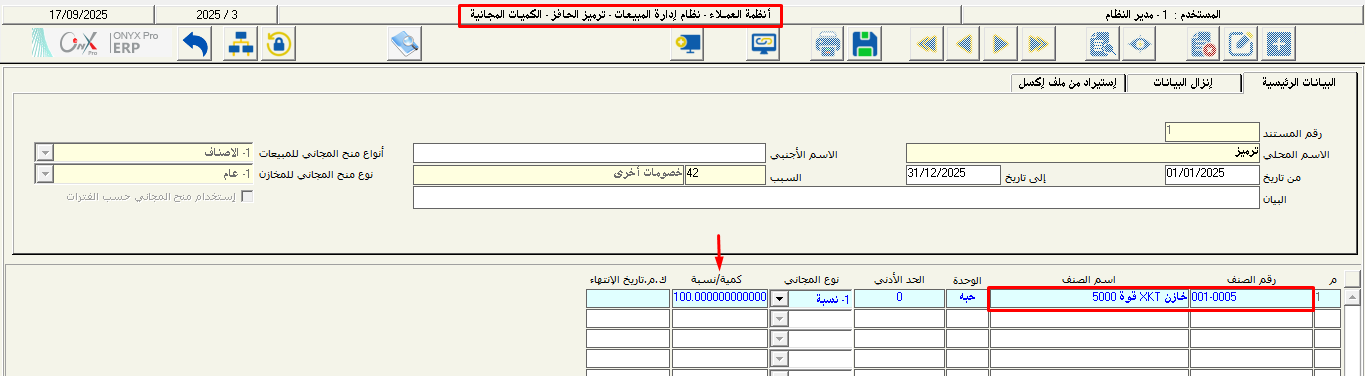 المستخدم : 1 - مدير النظام
أنظمة العملاء - نظام إدارة المبيعات - ترميز الحافز - الكميات المجانية
2025 / 3
17/09/2025
ONYX Pro
ERP
OnyX
Pro
البيانات الرئيسية
إنزال البيانات
إستيراد من ملف إكسل
رقم المستند 1
الاسم المحلي ترميز الاسم الأجنبي أنواع منح المجاني للمبيعات 1- الاصناف
من تاريخ 01/01/2025 إلى تاريخ 31/12/2025 السبب 42 خصومات أخرى نوع منح المجاني للمخازن 1- عام
البيان إستخدام منح المجاني حسب الفترات
م رقم الصنف اسم الصنف الوحدة الحد الأدني نوع المجاني كمية/نسبة ك.م.تاريخ الإنتهاء
1 001-0005 خازن XKT قوة 5000 حبه 0 1- نسبة 100.000000000000